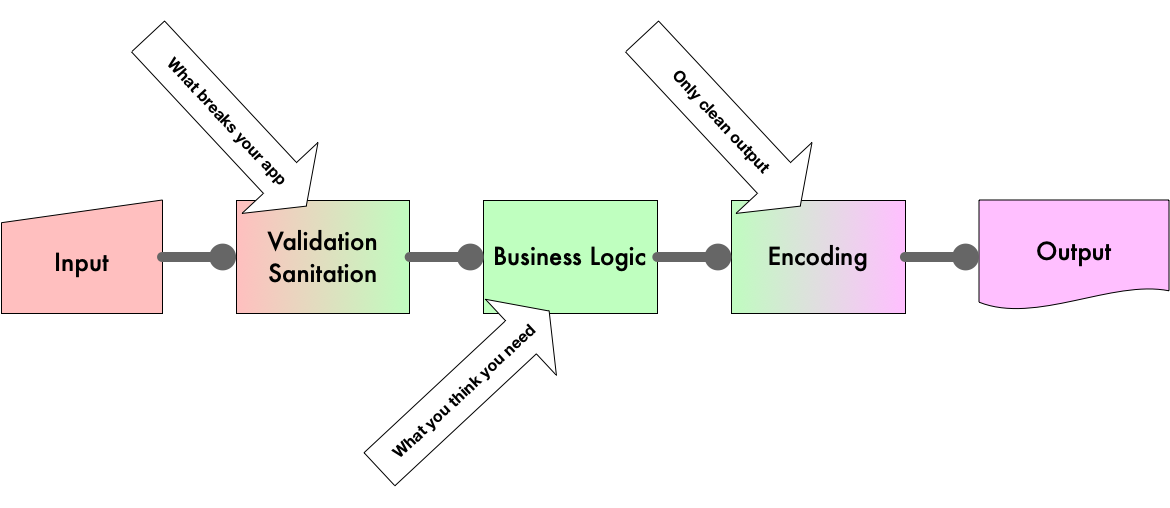 What breaks your app
Only clean output
Input
Validation
Sanitation
Business Logic
Encoding
Output
What you think you need